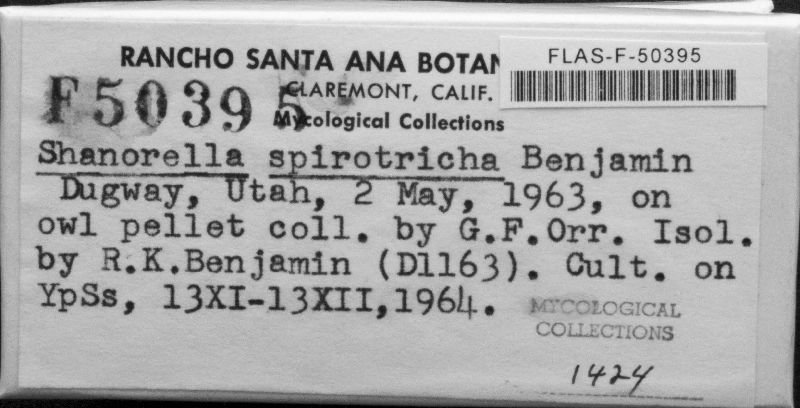 RANCHO SANTA ANA BOTAN
FLAS-F-50395
F50395
CLAREMONT, CALIF.
Mycological Collections
Shanorella spirotricha Benjamin
Dugway, Utah, 2 May, 1963, on
owl pellet coll. by G.F.Orr. Isol.
by R.K.Benjamin (D1163). Cult. on
YpSs, 13XI-13XII,1964.
MYCOLOGICAL
COLLECTIONS
1424